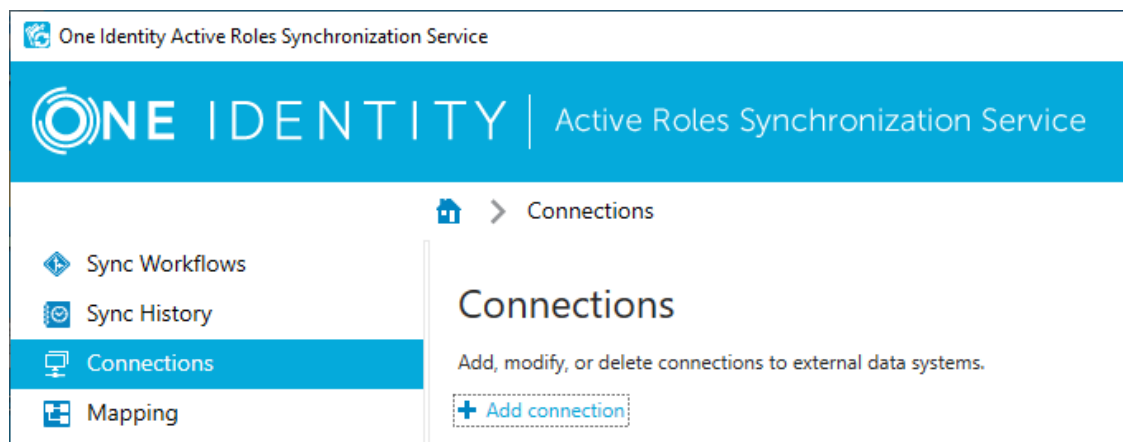 One Identity Active Roles Synchronization Service
ONE IDENTITY | Active Roles Synchronization Service
Connections
Sync Workflows
Sync History
Connections
Mapping
Connections
Add, modify, or delete connections to external data systems.
Add connection